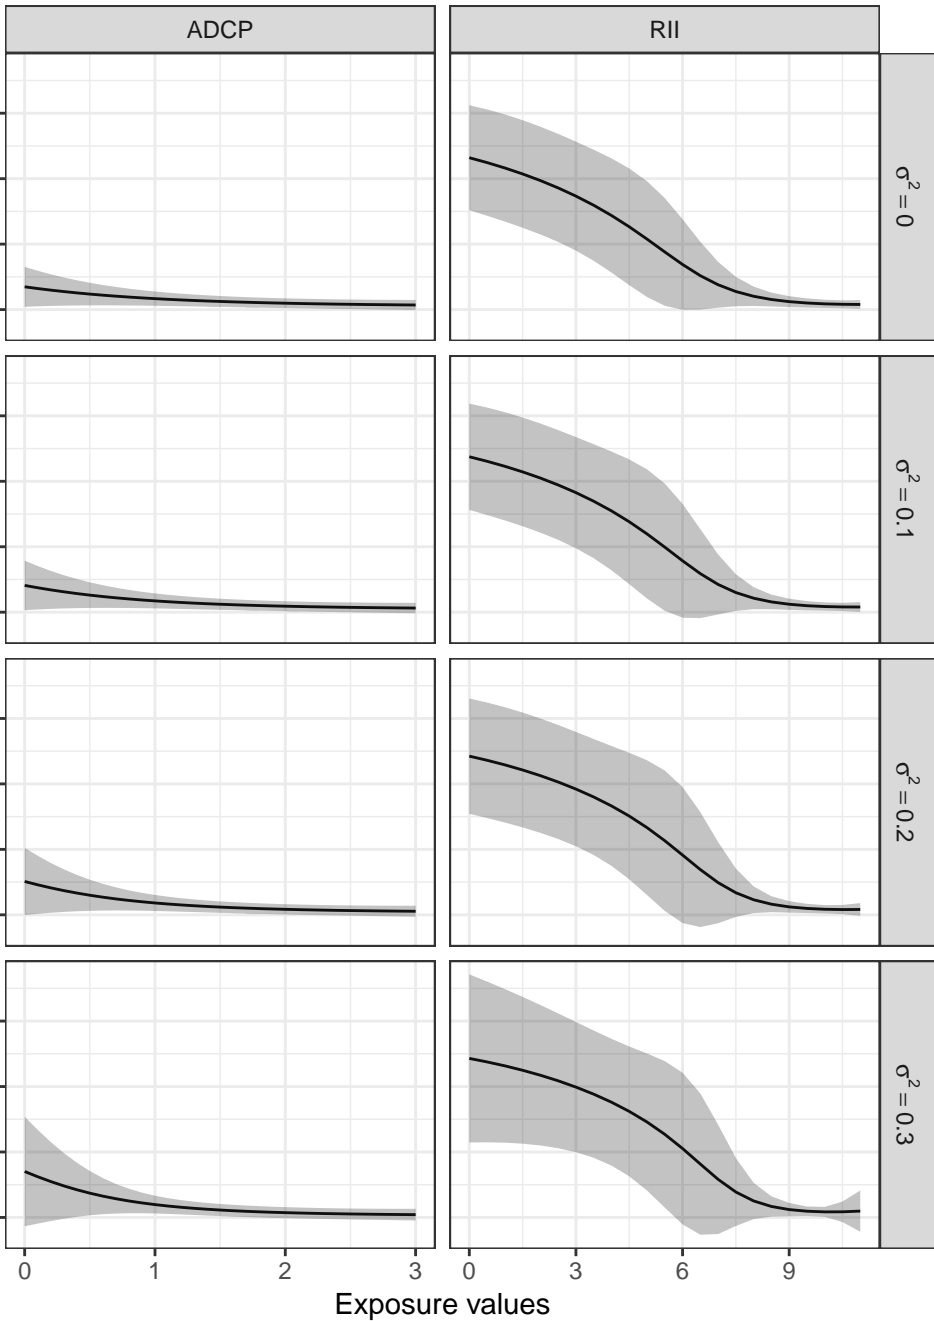 ADCP RII
σ² = 0
σ² = 0.1
σ² = 0.2
σ² = 0.3
0 1 2 3 0 3 6 9
Exposure values